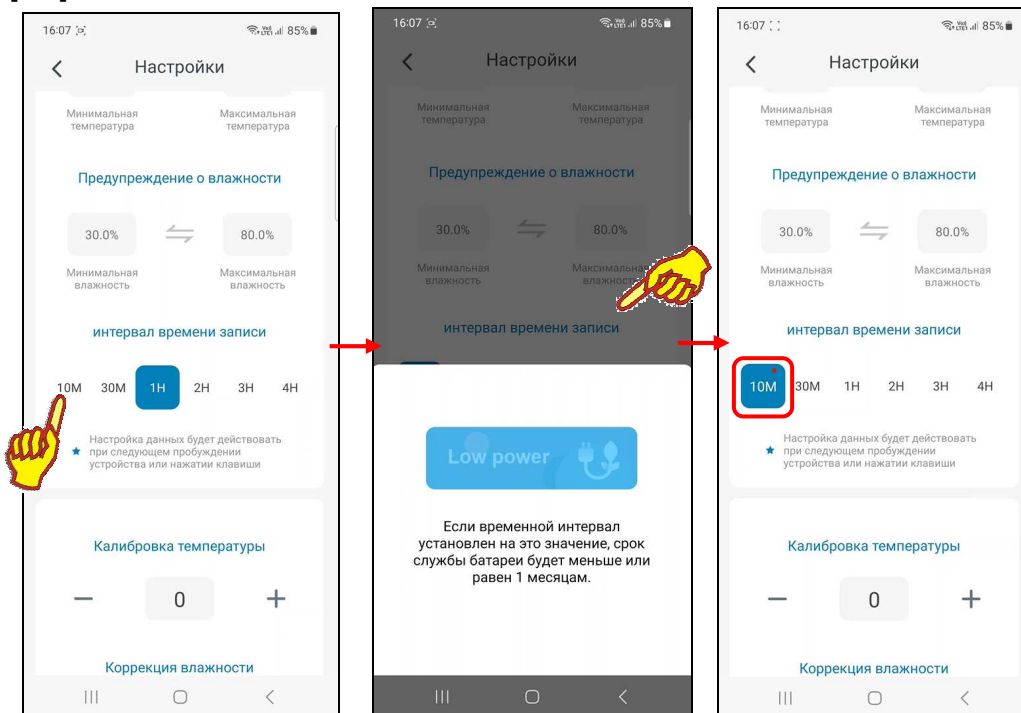 16:07 85%
Настройки
Минимальная Максимальная
температура температура
Предупреждение о влажности
30.0% 80.0%
Минимальная Максимальная
влажность влажность
интервал времени записи
10M 30M 1H 2H 3H 4H
Настройка данных будет действовать
при следующем пробуждении
устройства или нажатии клавиши
Калибровка температуры
0
Коррекция влажности
16:07 85%
Настройки
Минимальная Максимальная
температура температура
Предупреждение о влажности
30.0% 80.0%
Минимальная
влажность
интервал времени записи
Low power
Если временной интервал
установлен на это значение, срок
службы батареи будет меньше или
равен 1 месяцам.
16:07 85%
Настройки
Минимальная Максимальная
температура температура
Предупреждение о влажности
30.0% 80.0%
Минимальная Максимальная
влажность влажность
интервал времени записи
10M 30M 1H 2H 3H 4H
Настройка данных будет действовать
при следующем пробуждении
устройства или нажатии клавиши
Калибровка температуры
0
Коррекция влажности